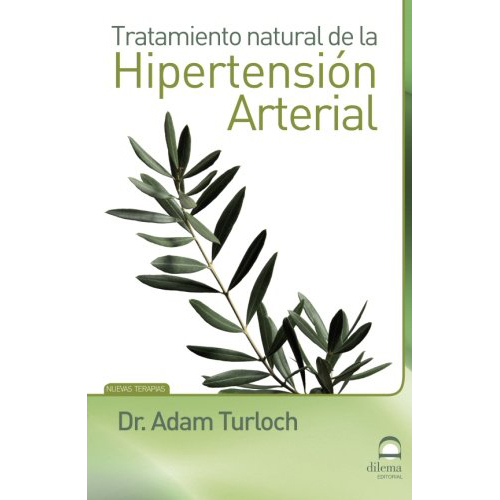 Tratamiento natural de la
Hipertensión
Arterial
NUEVAS TERAPIAS
Dr. Adam Turloch
dilema
EDITORIAL